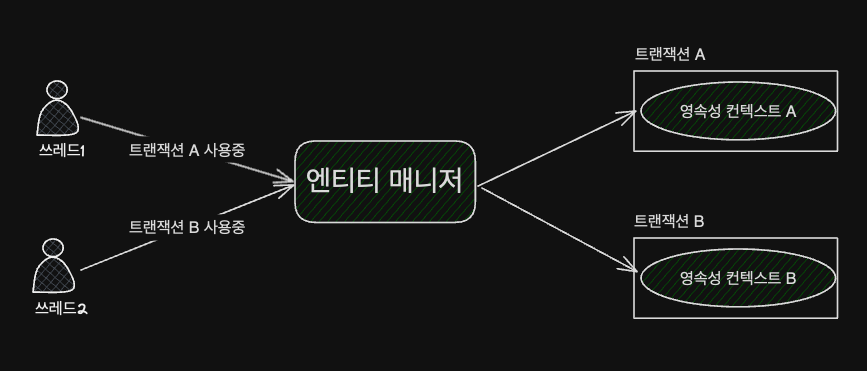 트랜잭션 A
영속성 컨텍스트 A
쓰레드1
트랜잭션 A 사용중
엔티티 매니저
트랜잭션 B 사용중
트랜잭션 B
영속성 컨텍스트 B
쓰레드2